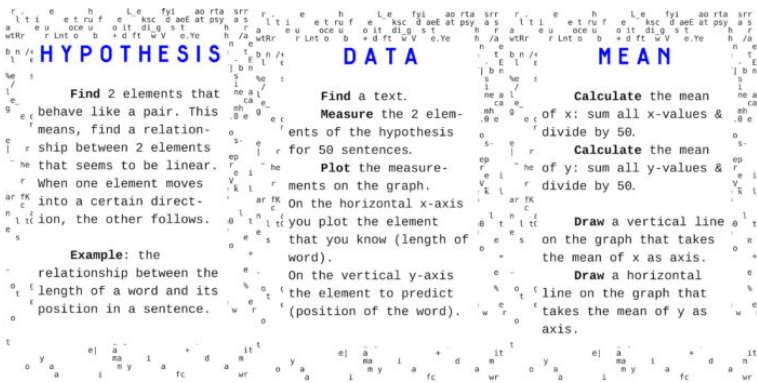 HYPOTHESIS
Find 2 elements that
behave like a pair. This
means, find a relation-
ship between 2 elements
that seems to be linear.
When one element moves
into a certain direct-
ion, the other follows.
Example: the
relationship between the
length of a word and its
position in a sentence.
DATA
Find a text.
Measure the 2 elem-
ents of the hypothesis
for 50 sentences.
Plot the measure-
ments on the graph.
On the horizontal x-axis
you plot the element
that you know (length of
word).
On the vertical y-axis
the element to predict
(position of the word).
MEAN
Calculate the mean
of x: sum all x-values &
divide by 50.
Calculate the mean
of y: sum all y-values &
divide by 50.
Draw a vertical line
on the graph that takes
the mean of x as axis.
Draw a horizontal
line on the graph that
takes the mean of y as
axis.